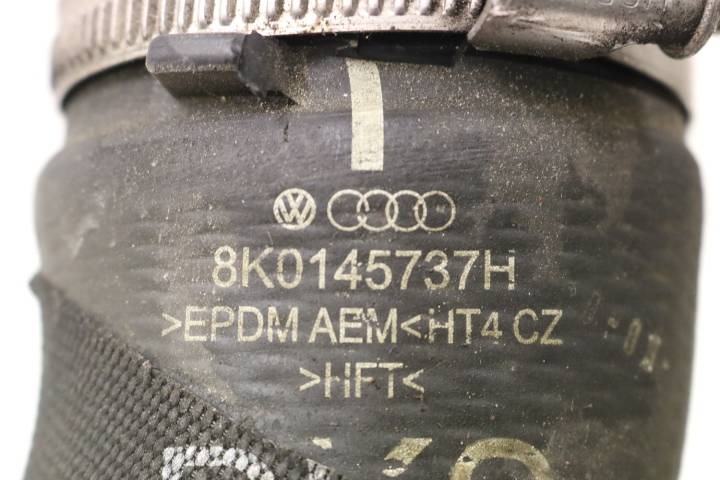 8K0145737H
>EPDM AEM<HT4 CZ
>HFT<